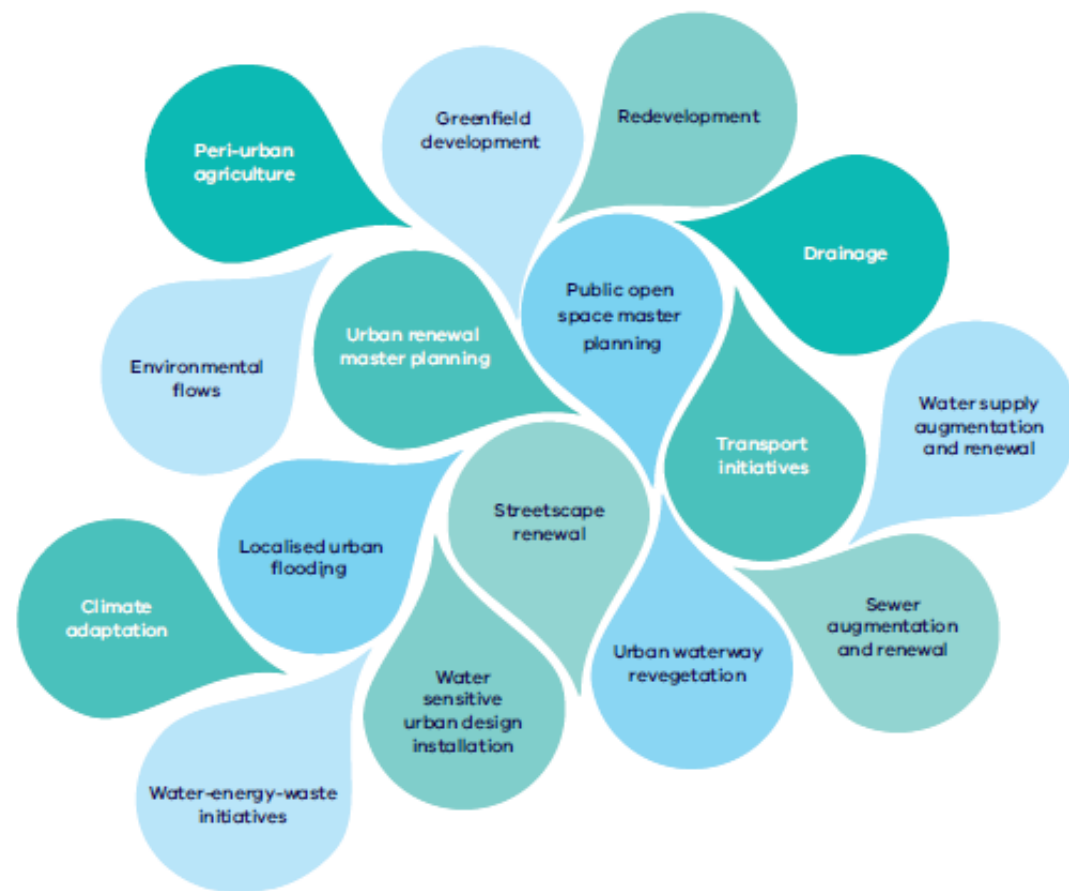 Greenfield
development
Redevelopment
Peri-urban
agriculture
Drainage
Public open
space master
planning
Urban renewal
master planning
Environmental
flows
Water supply
augmentation
and renewal
Transport
initiatives
Streetscape
renewal
Localised urban
flooding
Climate
adaptation
Sewer
augmentation
and renewal
Urban waterway
revegetation
Water
sensitive
urban design
installation
Water-energy-waste
initiatives